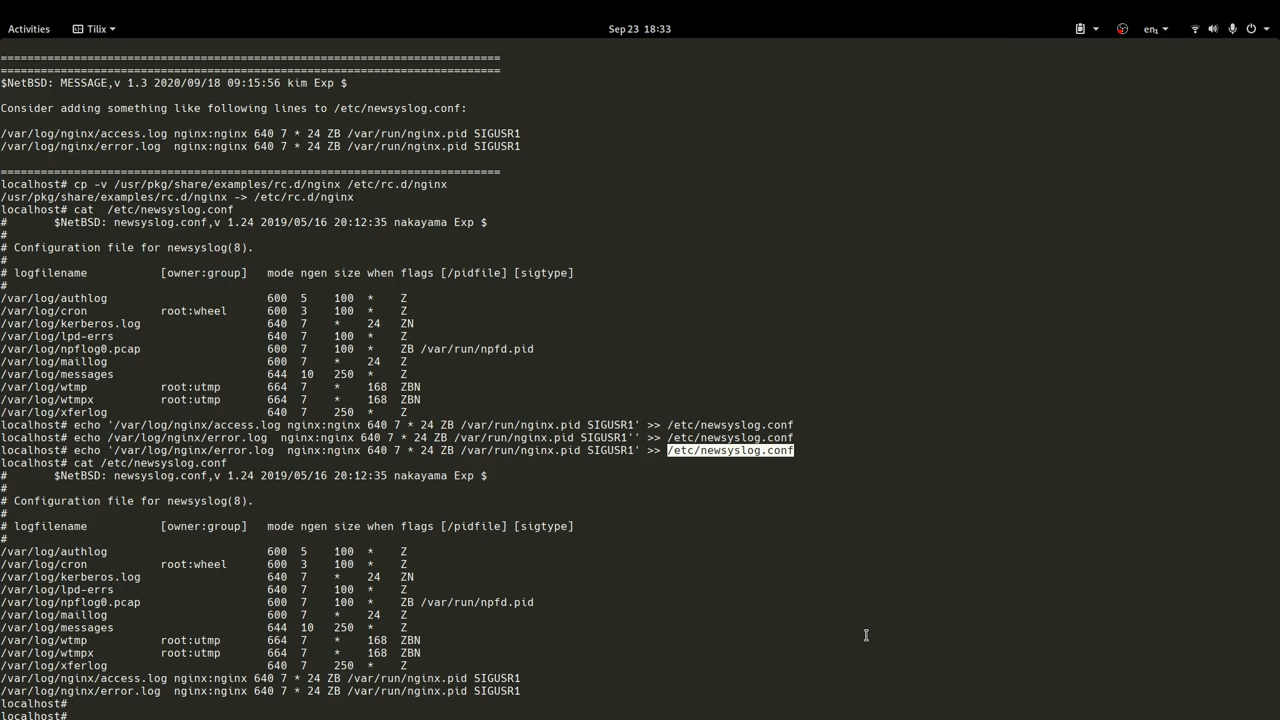 Activities Tilix Sep 23 18:33 en₁
===========================================================================
===========================================================================
$NetBSD: MESSAGE,v 1.3 2020/09/18 09:15:56 kim Exp $
Consider adding something like following lines to /etc/newsyslog.conf:
/var/log/nginx/access.log nginx:nginx 640 7 * 24 ZB /var/run/nginx.pid SIGUSR1
/var/log/nginx/error.log  nginx:nginx 640 7 * 24 ZB /var/run/nginx.pid SIGUSR1
===========================================================================
localhost# cp -v /usr/pkg/share/examples/rc.d/nginx /etc/rc.d/nginx
/usr/pkg/share/examples/rc.d/nginx -> /etc/rc.d/nginx
localhost# cat  /etc/newsyslog.conf
#       $NetBSD: newsyslog.conf,v 1.24 2019/05/16 20:12:35 nakayama Exp $
#
# Configuration file for newsyslog(8).
#
# logfilename           [owner:group]   mode ngen size when flags [/pidfile] [sigtype]
#
/var/log/authlog                        600  5    100  *    Z
/var/log/cron           root:wheel      600  3    100  *    Z
/var/log/kerberos.log                   640  7    *    24   ZN
/var/log/lpd-errs                       640  7    100  *    Z
/var/log/npflog0.pcap                   600  7    100  *    ZB /var/run/npfd.pid
/var/log/maillog                        600  7    *    24   Z
/var/log/messages                       644  10   250  *    Z
/var/log/wtmp           root:utmp       664  7    *    168  ZBN
/var/log/wtmpx          root:utmp       664  7    *    168  ZBN
/var/log/xferlog                        640  7    250  *    Z
localhost# echo '/var/log/nginx/access.log nginx:nginx 640 7 * 24 ZB /var/run/nginx.pid SIGUSR1' >> /etc/newsyslog.conf
localhost# echo /var/log/nginx/error.log  nginx:nginx 640 7 * 24 ZB /var/run/nginx.pid SIGUSR1'' >> /etc/newsyslog.conf
localhost# echo '/var/log/nginx/error.log  nginx:nginx 640 7 * 24 ZB /var/run/nginx.pid SIGUSR1' >> /etc/newsyslog.conf
localhost# cat /etc/newsyslog.conf
#       $NetBSD: newsyslog.conf,v 1.24 2019/05/16 20:12:35 nakayama Exp $
#
# Configuration file for newsyslog(8).
#
# logfilename           [owner:group]   mode ngen size when flags [/pidfile] [sigtype]
#
/var/log/authlog                        600  5    100  *    Z
/var/log/cron           root:wheel      600  3    100  *    Z
/var/log/kerberos.log                   640  7    *    24   ZN
/var/log/lpd-errs                       640  7    100  *    Z
/var/log/npflog0.pcap                   600  7    100  *    ZB /var/run/npfd.pid
/var/log/maillog                        600  7    *    24   Z
/var/log/messages                       644  10   250  *    Z
/var/log/wtmp           root:utmp       664  7    *    168  ZBN
/var/log/wtmpx          root:utmp       664  7    *    168  ZBN
/var/log/xferlog                        640  7    250  *    Z
/var/log/nginx/access.log nginx:nginx 640 7 * 24 ZB /var/run/nginx.pid SIGUSR1
/var/log/nginx/error.log  nginx:nginx 640 7 * 24 ZB /var/run/nginx.pid SIGUSR1
localhost#
localhost#